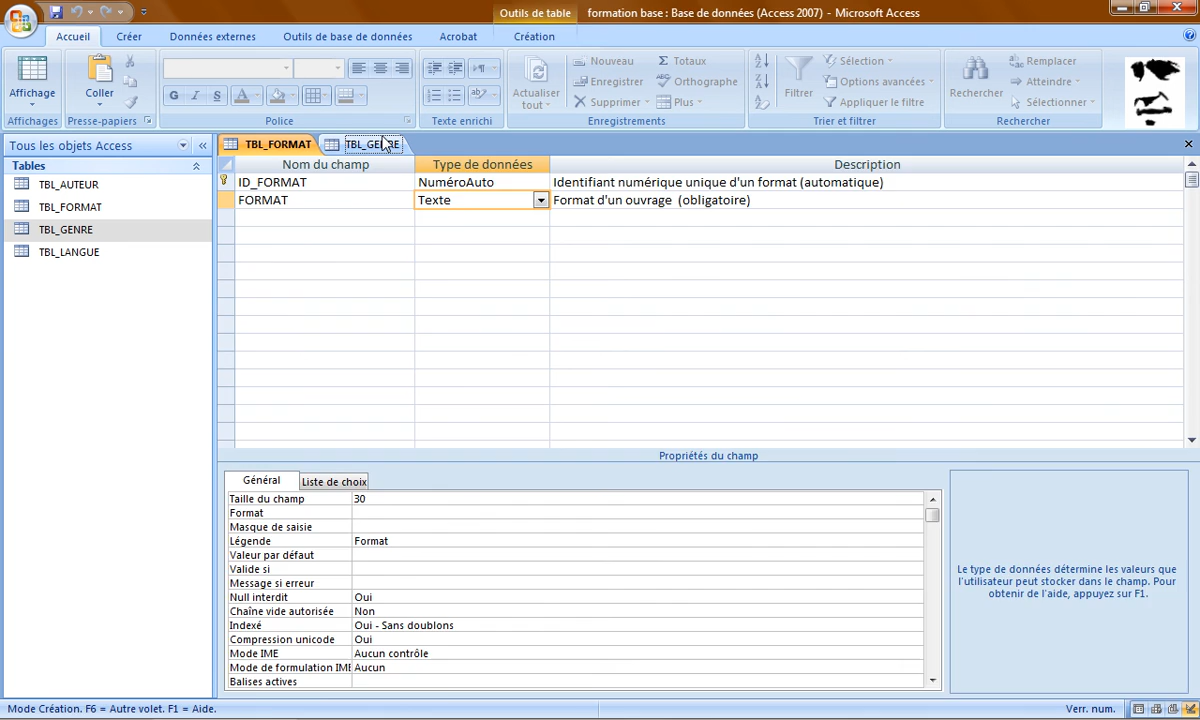 Outils de table
formation base : Base de données (Access 2007) - Microsoft Access
Accueil
Créer
Données externes
Outils de base de données
Acrobat
Création
Affichage
Affichages
Coller
Presse-papiers
G I S A
Police
Texte enrichi
Actualiser tout
Nouveau
Enregistrer
Supprimer
Σ Totaux
Orthographe
Plus
Enregistrements
Filtrer
Sélection
Options avancées
Appliquer le filtre
Trier et filtrer
Rechercher
Remplacer
Atteindre
Sélectionner
Rechercher
Tous les objets Access
Tables
TBL_AUTEUR
TBL_FORMAT
TBL_GENRE
TBL_LANGUE
TBL_FORMAT
TBL_GENRE
Nom du champ Type de données Description
ID_FORMAT NuméroAuto Identifiant numérique unique d'un format (automatique)
FORMAT Texte Format d'un ouvrage (obligatoire)
Propriétés du champ
Général
Liste de choix
Taille du champ 30
Format
Masque de saisie
Légende Format
Valeur par défaut
Valide si
Message si erreur
Null interdit Oui
Chaîne vide autorisée Non
Indexé Oui - Sans doublons
Compression unicode Oui
Mode IME Aucun contrôle
Mode de formulation IME Aucun
Balises actives
Le type de données détermine les valeurs que
l'utilisateur peut stocker dans le champ. Pour
obtenir de l'aide, appuyez sur F1.
Mode Création. F6 = Autre volet. F1 = Aide.
Verr. num.